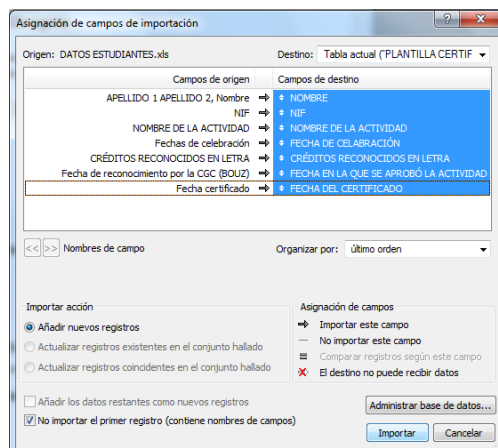 Asignación de campos de importación
Origen: DATOS ESTUDIANTES.xls Destino: Tabla actual ("PLANTILLA CERTIF
Campos de origen Campos de destino
APELLIDO 1 APELLIDO 2, Nombre NOMBRE
NIF NIF
NOMBRE DE LA ACTIVIDAD NOMBRE DE LA ACTIVIDAD
Fechas de celebración FECHA DE CELABRACIÓN
CRÉDITOS RECONOCIDOS EN LETRA CRÉDITOS RECONOCIDOS EN LETRA
Fecha de reconocimiento por la CGC (BOUZ) FECHA EN LA QUE SE APROBÓ LA ACTIVIDAD
Fecha certificado FECHA DEL CERTIFICADO
<< >> Nombres de campo Organizar por: último orden
Importar acción Asignación de campos
Añadir nuevos registros Importar este campo
Actualizar registros existentes en el conjunto hallado No importar este campo
Actualizar registros coincidentes en el conjunto hallado Comparar registros según este campo
El destino no puede recibir datos
Añadir los datos restantes como nuevos registros Administrar base de datos...
No importar el primer registro (contiene nombres de campos)
Importar Cancelar